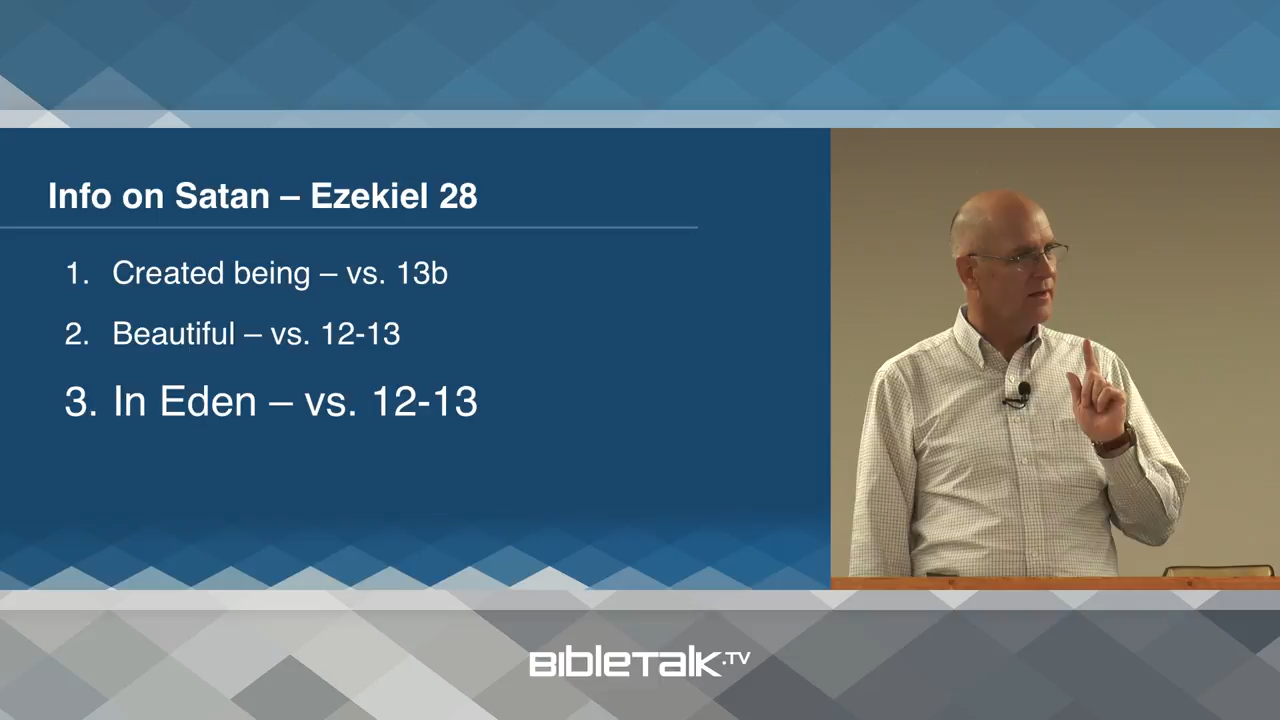 Info on Satan – Ezekiel 28
1. Created being – vs. 13b
2. Beautiful – vs. 12-13
3. In Eden – vs. 12-13
BIBLETALK.TV